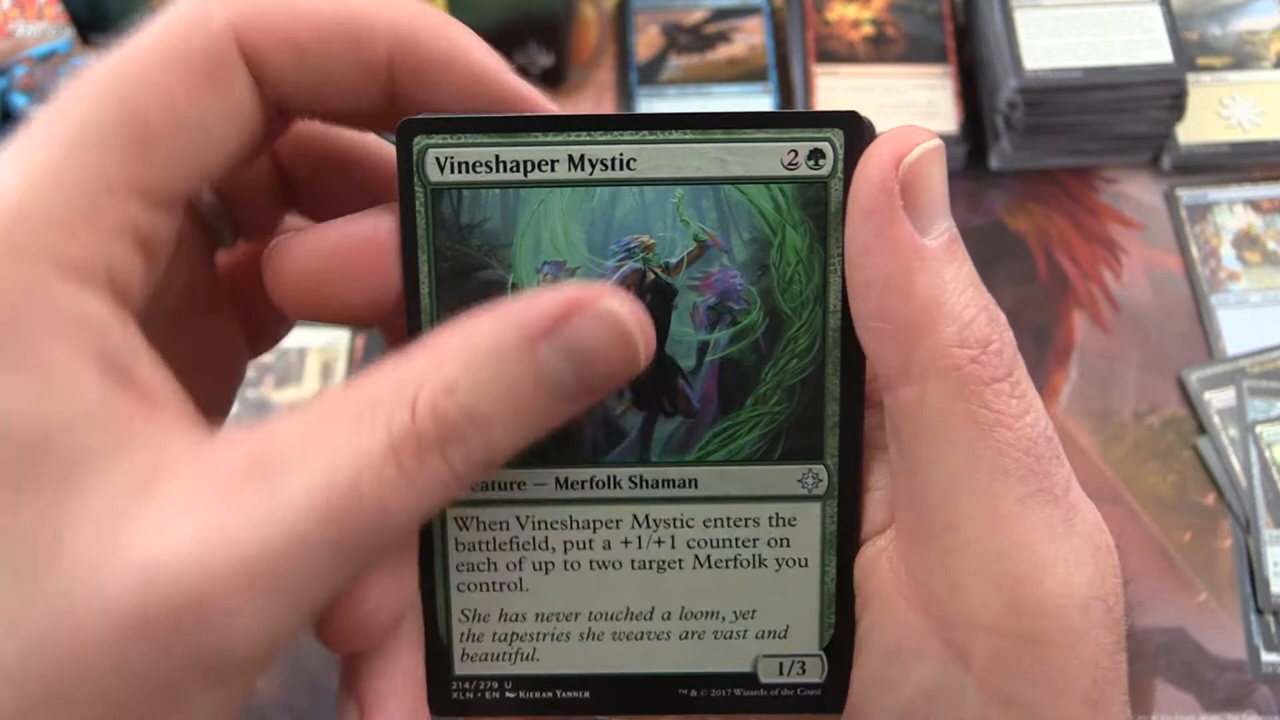 Vineshaper Mystic 2
eature — Merfolk Shaman
When Vineshaper Mystic enters the
battlefield, put a +1/+1 counter on
each of up to two target Merfolk you
control.
She has never touched a loom, yet
the tapestries she weaves are vast and
beautiful.
1/3
214/279 U
XLN • EN KIERAN YANNER
™ & © 2017 Wizards of the Coast